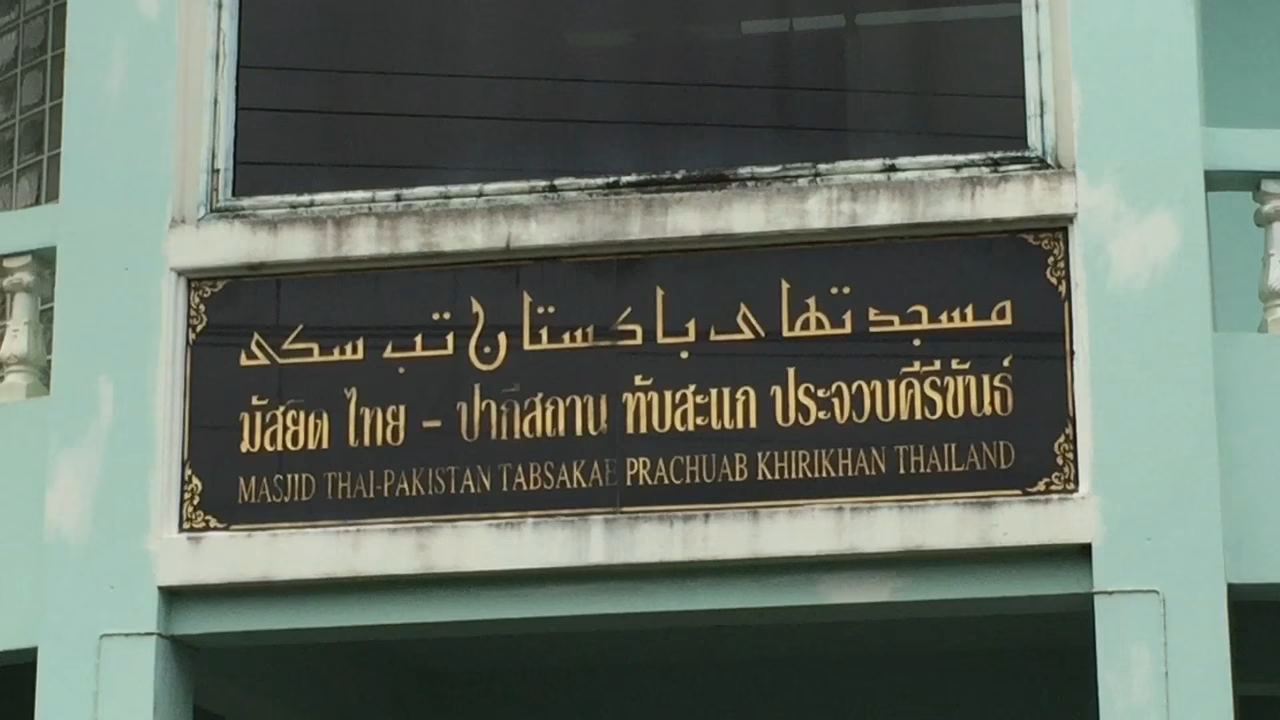 مسجد تهاى باكستان تب سكى
มัสยิด ไทย - ปากีสถาน ทับสะแก ประจวบคีรีขันธ์
MASJID THAI-PAKISTAN TABSAKAE PRACHUAB KHIRIKHAN THAILAND